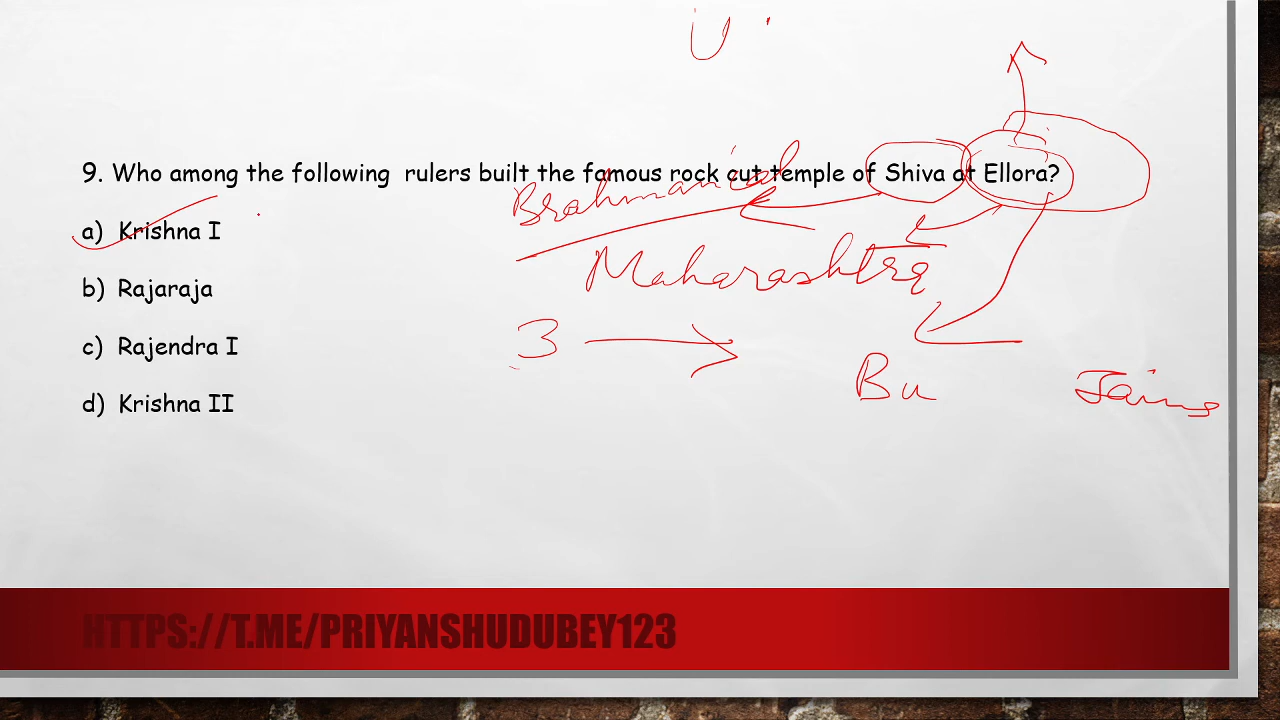 U
9. Who among the following rulers built the famous rock cut temple of Shiva at Ellora?
Brahmanical
a) Krishna I
Maharashtra
b) Rajaraja
3
c) Rajendra I
Bu
Jains
d) Krishna II
HTTPS://T.ME/PRIYANSHUDUBEY123